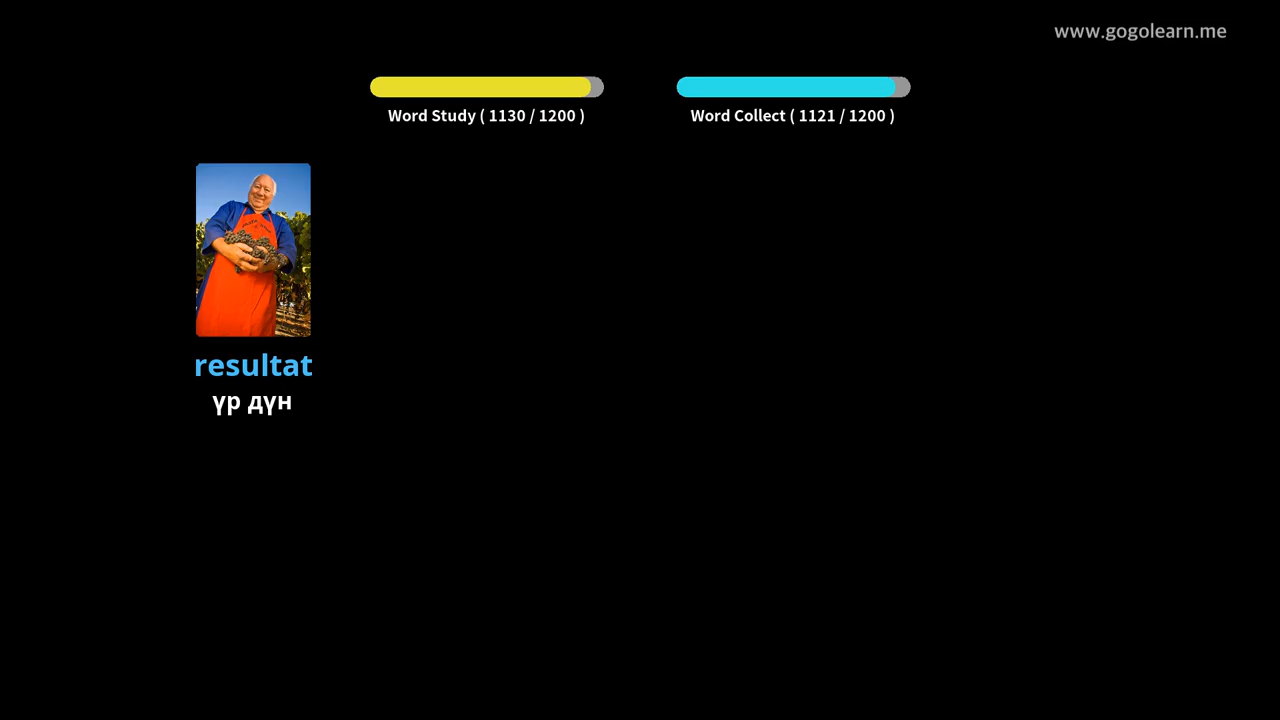 www.gogolearn.me
Word Study ( 1130 / 1200 )
Word Collect ( 1121 / 1200 )
resultat
үр дүн